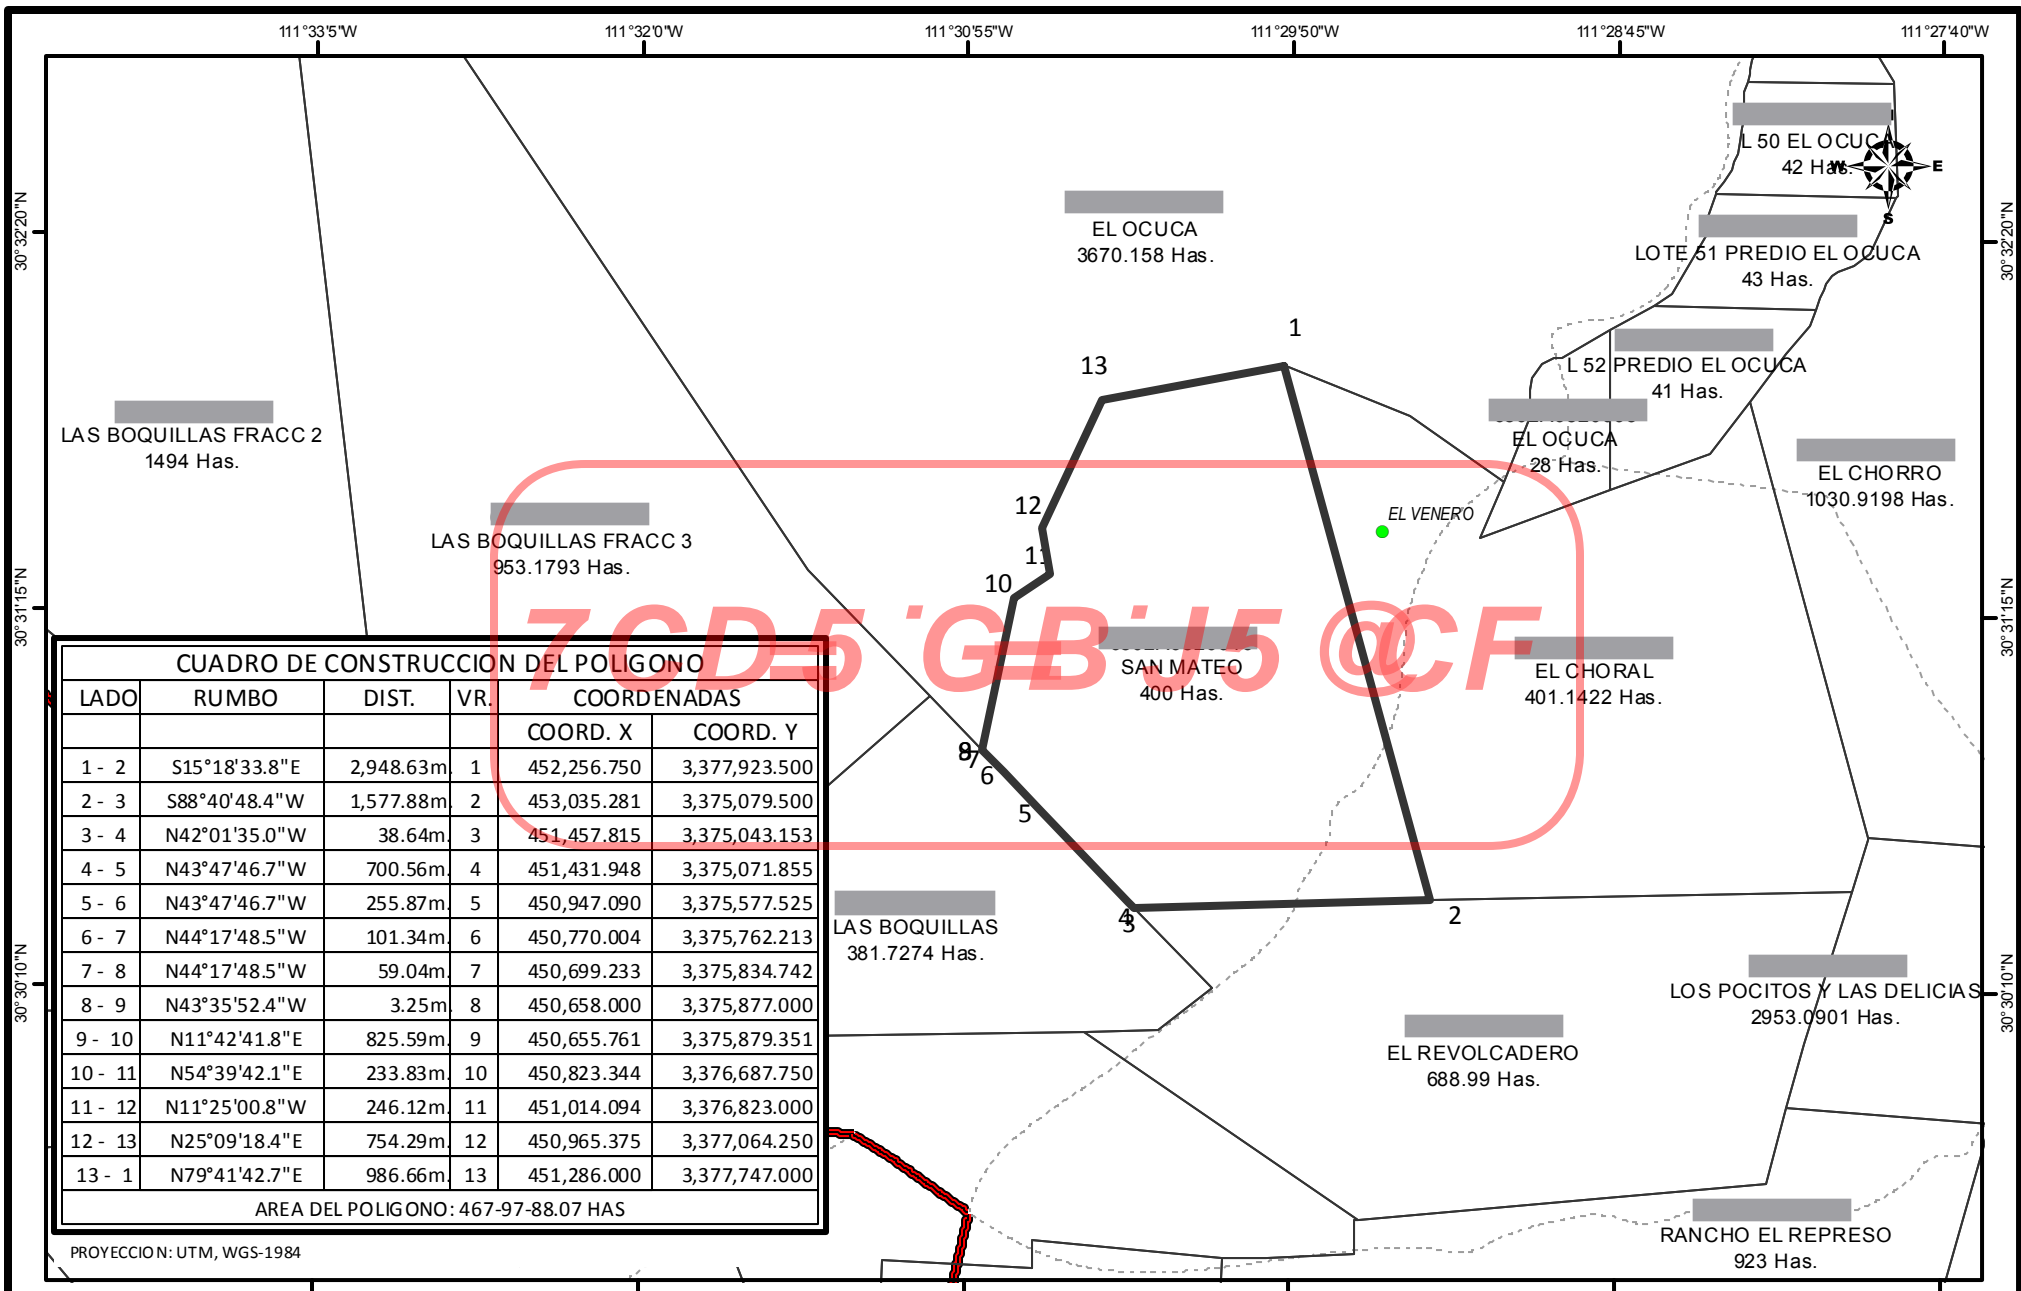 111°33'5"W 111°32'0"W 111°30'55"W 111°29'50"W 111°28'45"W 111°27'40"W
30°32'20"N
30°31'15"N
30°30'10"N
30°32'20"N
30°31'15"N
30°30'10"N
L 50 EL OCUCA
42 Has.
W E
S
EL OCUCA
3670.158 Has.
LOTE 51 PREDIO EL OCUCA
43 Has.
L 52 PREDIO EL OCUCA
41 Has.
EL OCUCA
28 Has.
EL CHORRO
1030.9198 Has.
LAS BOQUILLAS FRACC 2
1494 Has.
LAS BOQUILLAS FRACC 3
953.1793 Has.
EL VENERO
SAN MATEO
400 Has.
EL CHORAL
401.1422 Has.
LAS BOQUILLAS
381.7274 Has.
LOS POCITOS Y LAS DELICIAS
2953.0901 Has.
EL REVOLCADERO
688.99 Has.
RANCHO EL REPRESO
923 Has.
1
13
12
11
10
9
8
7
6
5
4
3
2
7CD=5 ˙G=B˙J5 @CF
CUADRO DE CONSTRUCCION DEL POLIGONO
LADO RUMBO DIST. VR. COORDENADAS
COORD. X COORD. Y
1 - 2 S15°18'33.8"E 2,948.63m. 1 452,256.750 3,377,923.500
2 - 3 S88°40'48.4"W 1,577.88m. 2 453,035.281 3,375,079.500
3 - 4 N42°01'35.0"W 38.64m. 3 451,457.815 3,375,043.153
4 - 5 N43°47'46.7"W 700.56m. 4 451,431.948 3,375,071.855
5 - 6 N43°47'46.7"W 255.87m. 5 450,947.090 3,375,577.525
6 - 7 N44°17'48.5"W 101.34m. 6 450,770.004 3,375,762.213
7 - 8 N44°17'48.5"W 59.04m. 7 450,699.233 3,375,834.742
8 - 9 N43°35'52.4"W 3.25m. 8 450,658.000 3,375,877.000
9 - 10 N11°42'41.8"E 825.59m. 9 450,655.761 3,375,879.351
10 - 11 N54°39'42.1"E 233.83m. 10 450,823.344 3,376,687.750
11 - 12 N11°25'00.8"W 246.12m. 11 451,014.094 3,376,823.000
12 - 13 N25°09'18.4"E 754.29m. 12 450,965.375 3,377,064.250
13 - 1 N79°41'42.7"E 986.66m. 13 451,286.000 3,377,747.000
AREA DEL POLIGONO: 467-97-88.07 HAS
PROYECCION: UTM, WGS-1984